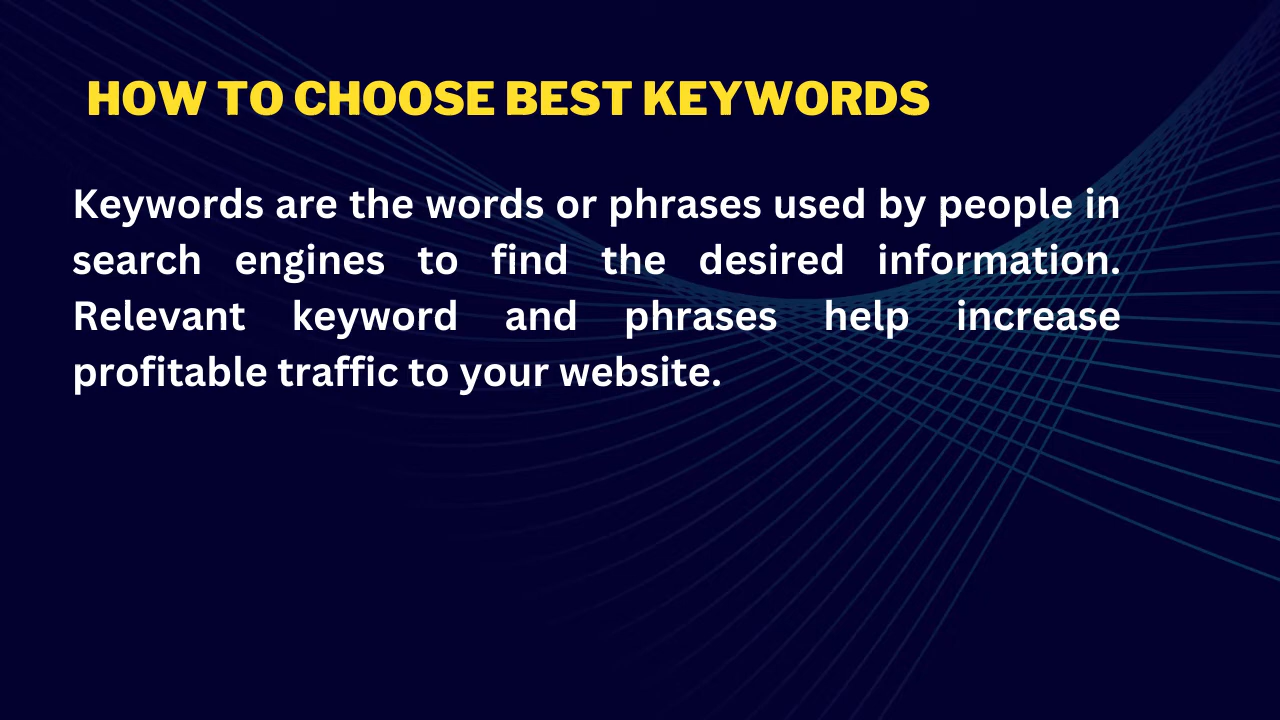 HOW TO CHOOSE BEST KEYWORDS
Keywords are the words or phrases used by people in
search engines to find the desired information.
Relevant keyword and phrases help increase
profitable traffic to your website.